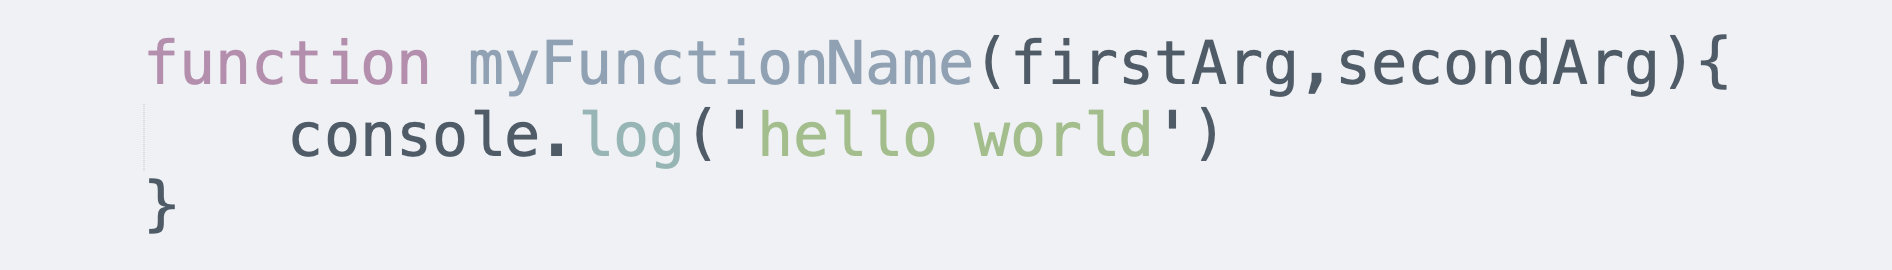 function myFunctionName(firstArg,secondArg){
    console.log('hello world')
}